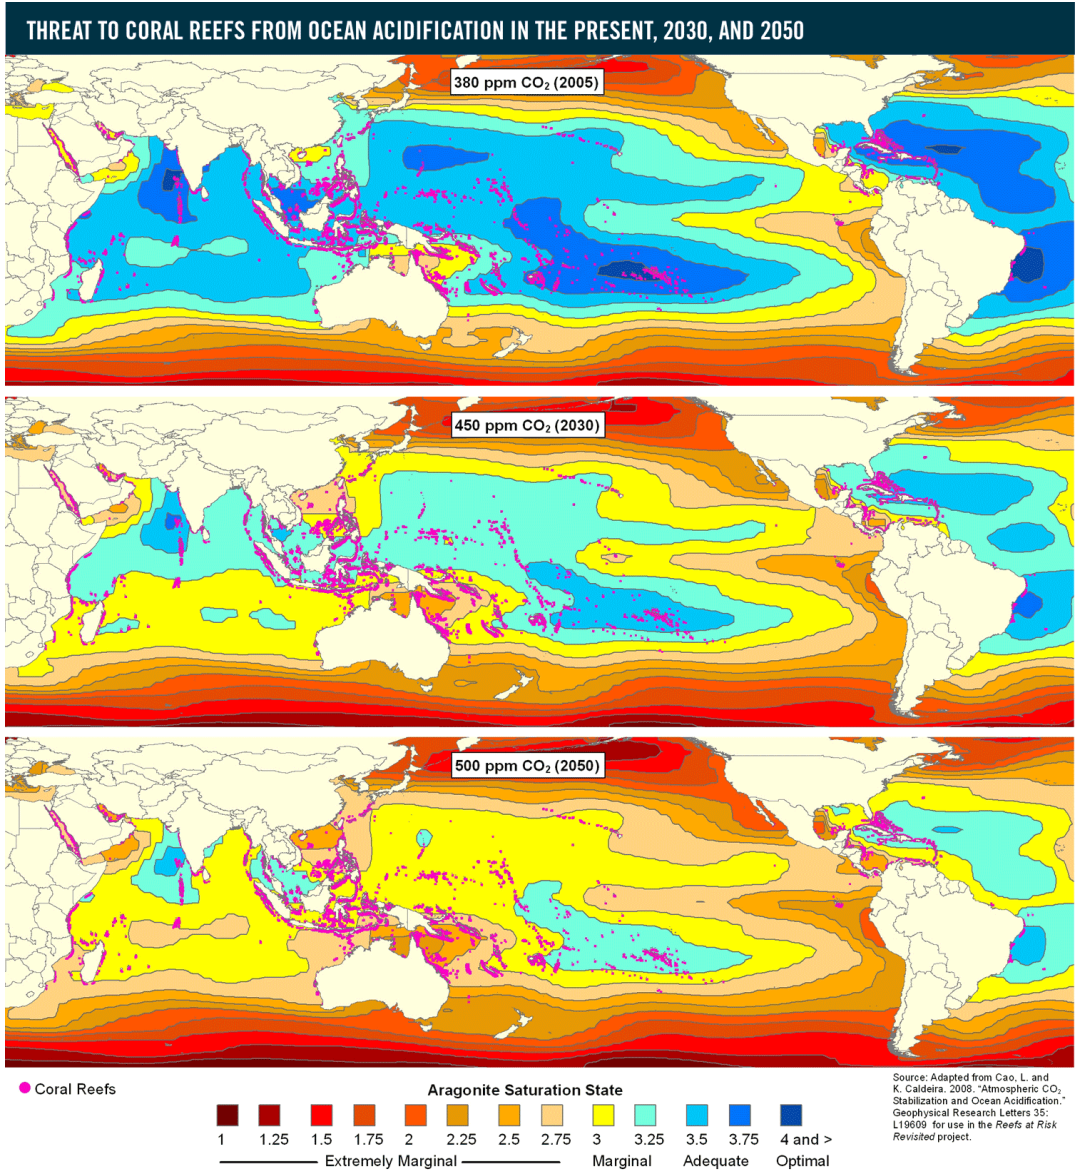 THREAT TO CORAL REEFS FROM OCEAN ACIDIFICATION IN THE PRESENT, 2030, AND 2050
380 ppm CO₂ (2005)
450 ppm CO₂ (2030)
500 ppm CO₂ (2050)
Coral Reefs
Aragonite Saturation State
1 1.25 1.5 1.75 2 2.25 2.5 2.75 3 3.25 3.5 3.75 4 and >
Extremely Marginal Marginal Adequate Optimal
Source: Adapted from Cao, L. and
K. Caldeira. 2008. “Atmospheric CO₂
Stabilization and Ocean Acidification.”
Geophysical Research Letters 35:
L19609 for use in the Reefs at Risk
Revisited project.